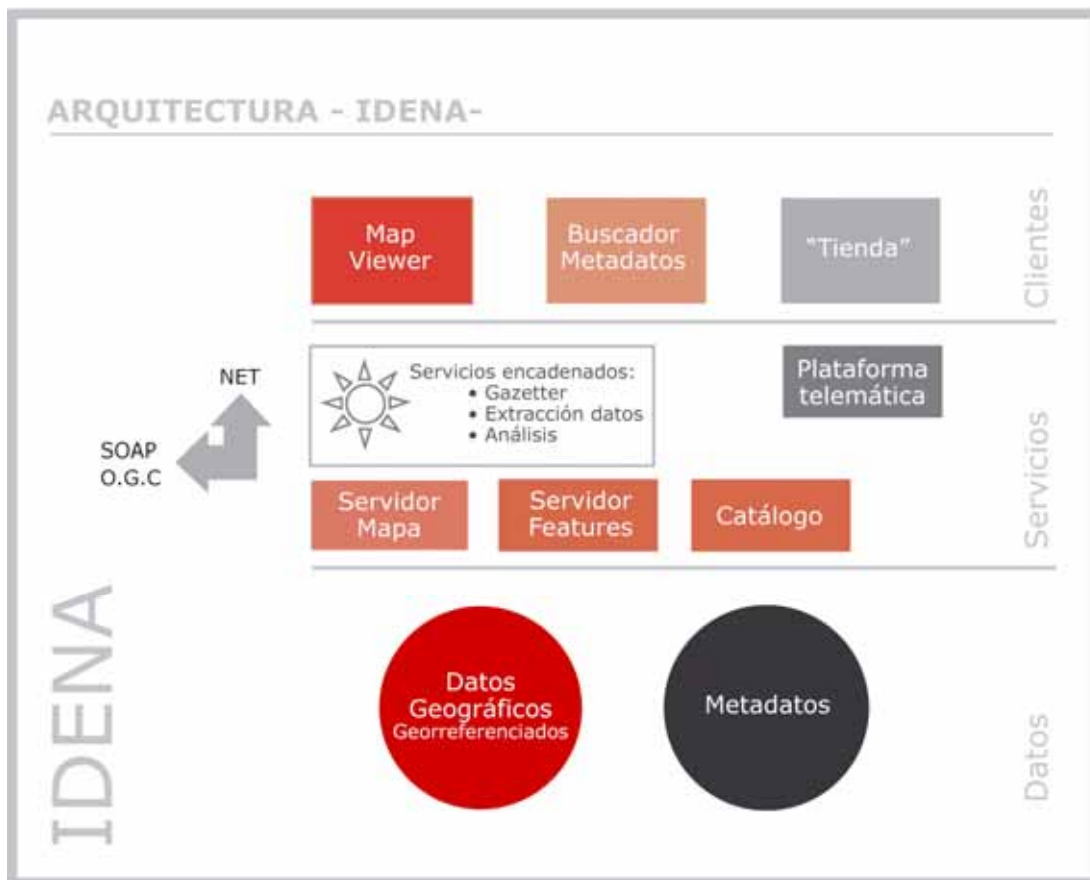 ARQUITECTURA - IDENA-
Map
Viewer
Buscador
Metadatos
"Tienda"
Clientes
NET
SOAP
O.G.C
Servicios encadenados:
• Gazetter
• Extracción datos
• Análisis
Plataforma
telemática
Servidor
Mapa
Servidor
Features
Catálogo
Servicios
IDENA
Datos
Geográficos
Georreferenciados
Metadatos
Datos